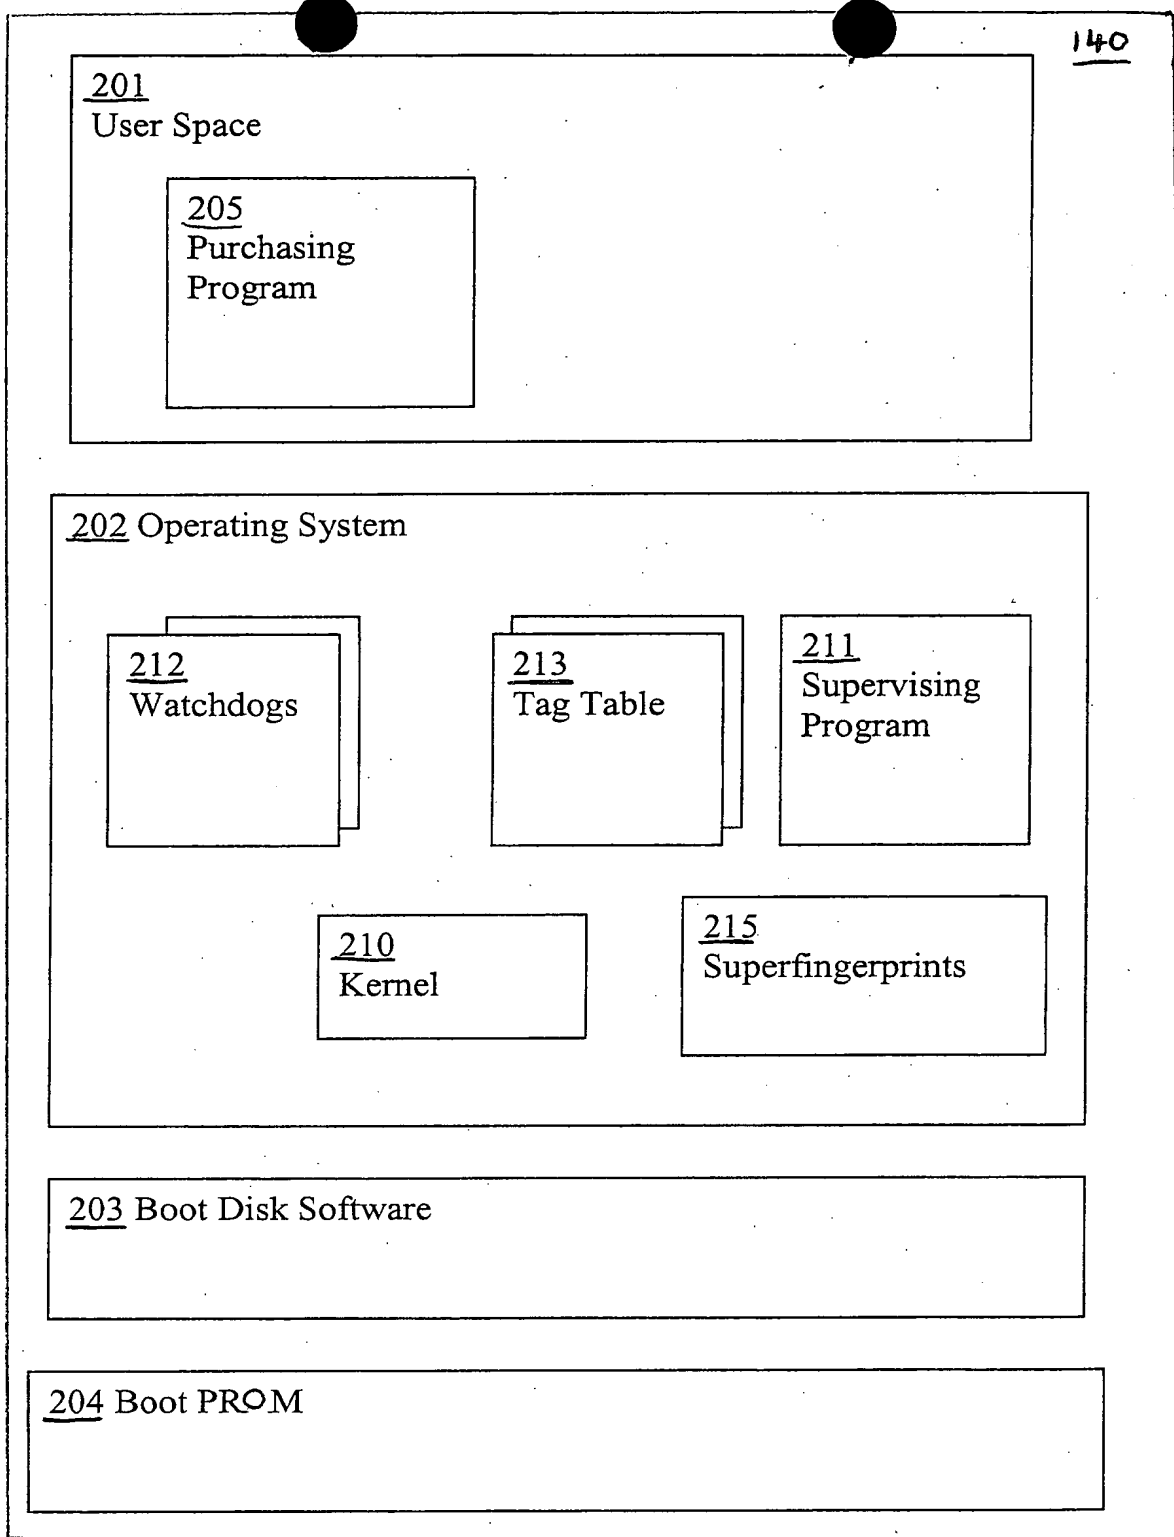 140
201
User Space
205
Purchasing
Program
202 Operating System
212
Watchdogs
213
Tag Table
211
Supervising
Program
210
Kernel
215
Superfingerprints
203 Boot Disk Software
204 Boot PROM